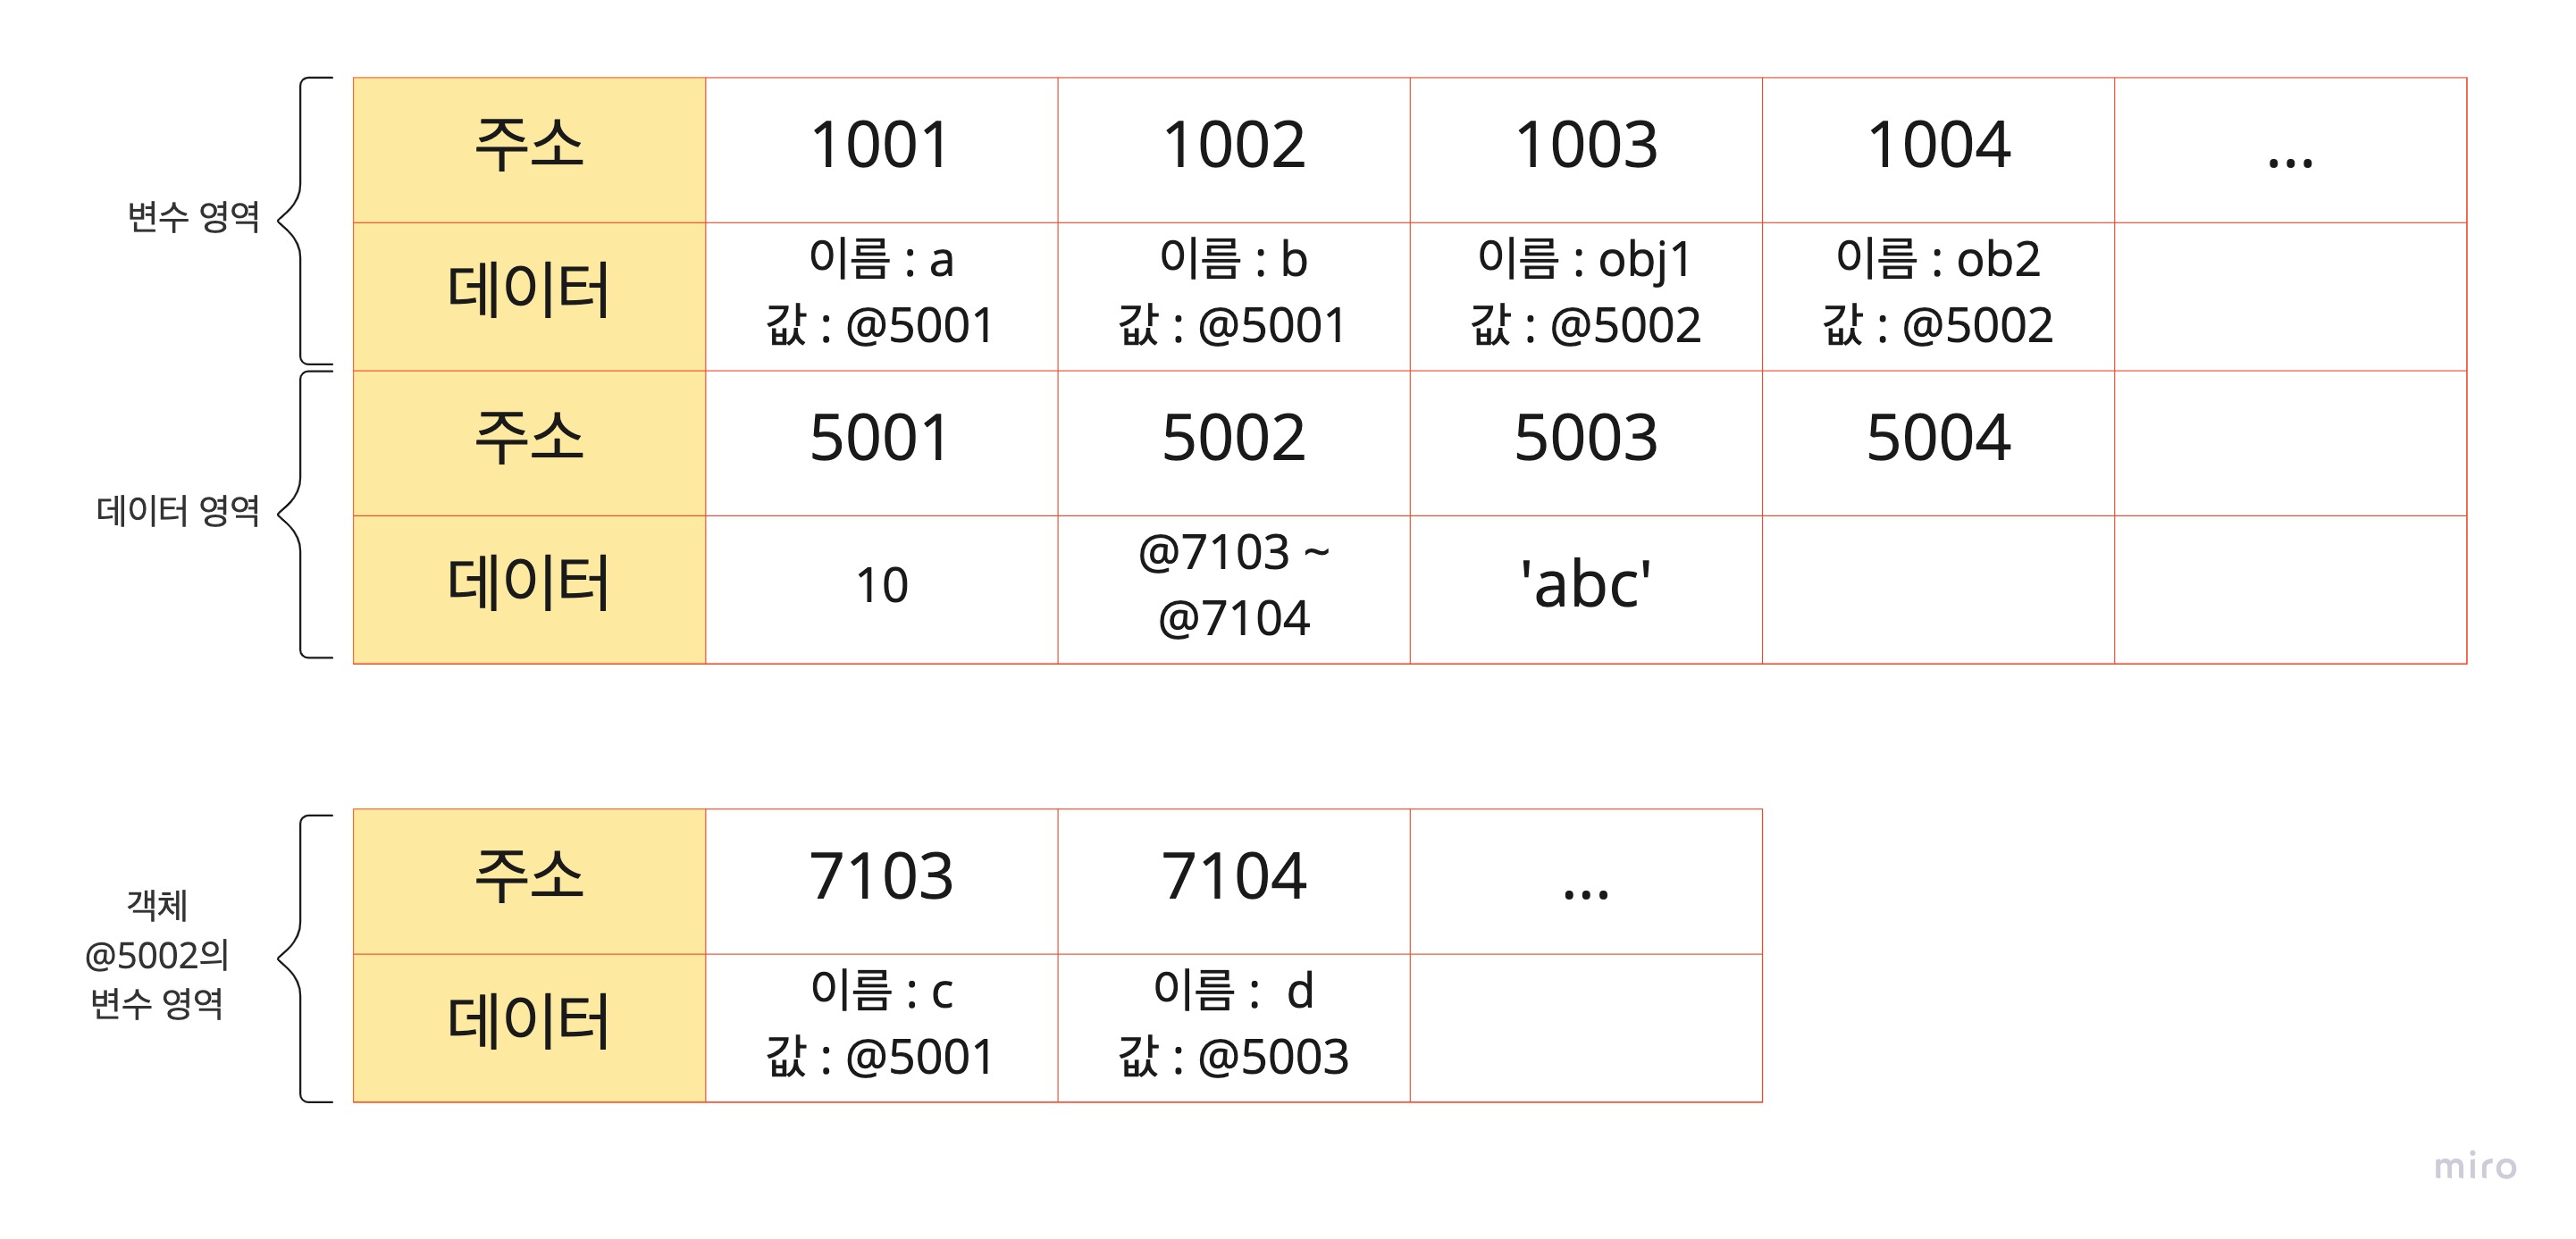 변수 영역
주소 1001 1002 1003 1004 ...
데이터
이름 : a
값 : @5001
이름 : b
값 : @5001
이름 : obj1
값 : @5002
이름 : ob2
값 : @5002
데이터 영역
주소 5001 5002 5003 5004
데이터
10
@7103 ~
@7104
'abc'
객체
@5002의
변수 영역
주소 7103 7104 ...
데이터
이름 : c
값 : @5001
이름 :  d
값 : @5003
miro